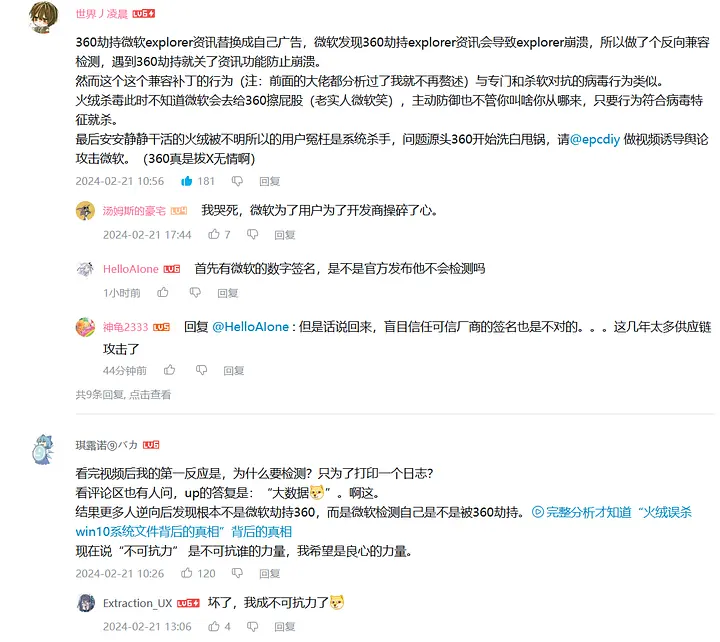 世界丿凌晨 LV6
360劫持微软explorer资讯替换成自己广告，微软发现360劫持explorer资讯会导致explorer崩溃，所以做了个反向兼容
检测，遇到360劫持就关了资讯功能防止崩溃。
然而这个这个兼容补丁的行为（注：前面的大佬都分析过了我就不再赘述）与专门和杀软对抗的病毒行为类似。
火绒杀毒此时不知道微软会去给360擦屁股（老实人微软笑），主动防御也不管你叫啥你从哪来，只要行为符合病毒特
征就杀。
最后安安静静干活的火绒被不明所以的用户冤枉是系统杀手，问题源头360开始洗白甩锅，请@epcdiy 做视频诱导舆论
攻击微软。（360真是拔X无情啊）
2024-02-21 10:56 181 回复
汤姆斯的豪宅 LV4 我哭死，微软为了用户为了开发商操碎了心。
2024-02-21 17:44 7 回复
HelloAlone LV6 首先有微软的数字签名，是不是官方发布他不会检测吗
1小时前 回复
神龟2333 LV5 回复 @HelloAlone : 但是话说回来，盲目信任可信厂商的签名也是不对的。。。这几年太多供应链
攻击了
44分钟前 回复
共9条回复, 点击查看
琪露诺⑨バカ LV6
看完视频后我的第一反应是，为什么要检测？只为了打印一个日志？
看评论区也有人问，up的答复是：“大数据”。啊这。
结果更多人逆向后发现根本不是微软劫持360，而是微软检测自己是不是被360劫持。完整分析才知道“火绒误杀
win10系统文件背后的真相”背后的真相
现在说“不可抗力” 是不可抗谁的力量，我希望是良心的力量。
2024-02-21 10:26 120 回复
Extraction_UX LV6 坏了，我成不可抗力了
2024-02-21 13:06 4 回复